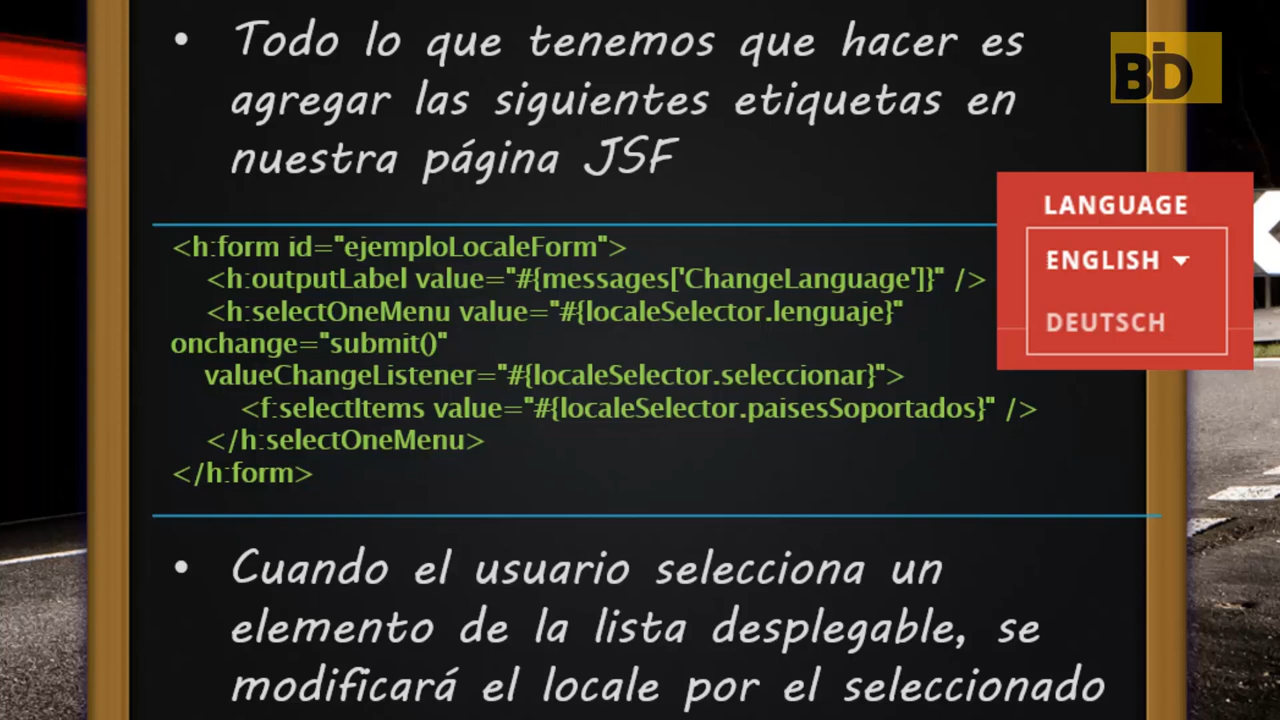 • Todo lo que tenemos que hacer es
agregar las siguientes etiquetas en
nuestra página JSF
BID
LANGUAGE
ENGLISH
DEUTSCH
<h:form id="ejemploLocaleForm">
<h:outputLabel value="#{messages['ChangeLanguage']}" />
<h:selectOneMenu value="#{localeSelector.lenguaje}"
onchange="submit()"
valueChangeListener="#{localeSelector.seleccionar}">
<f:selectItems value="#{localeSelector.paisesSoportados}" />
</h:selectOneMenu>
</h:form>
• Cuando el usuario selecciona un
elemento de la lista desplegable, se
modificará el locale por el seleccionado